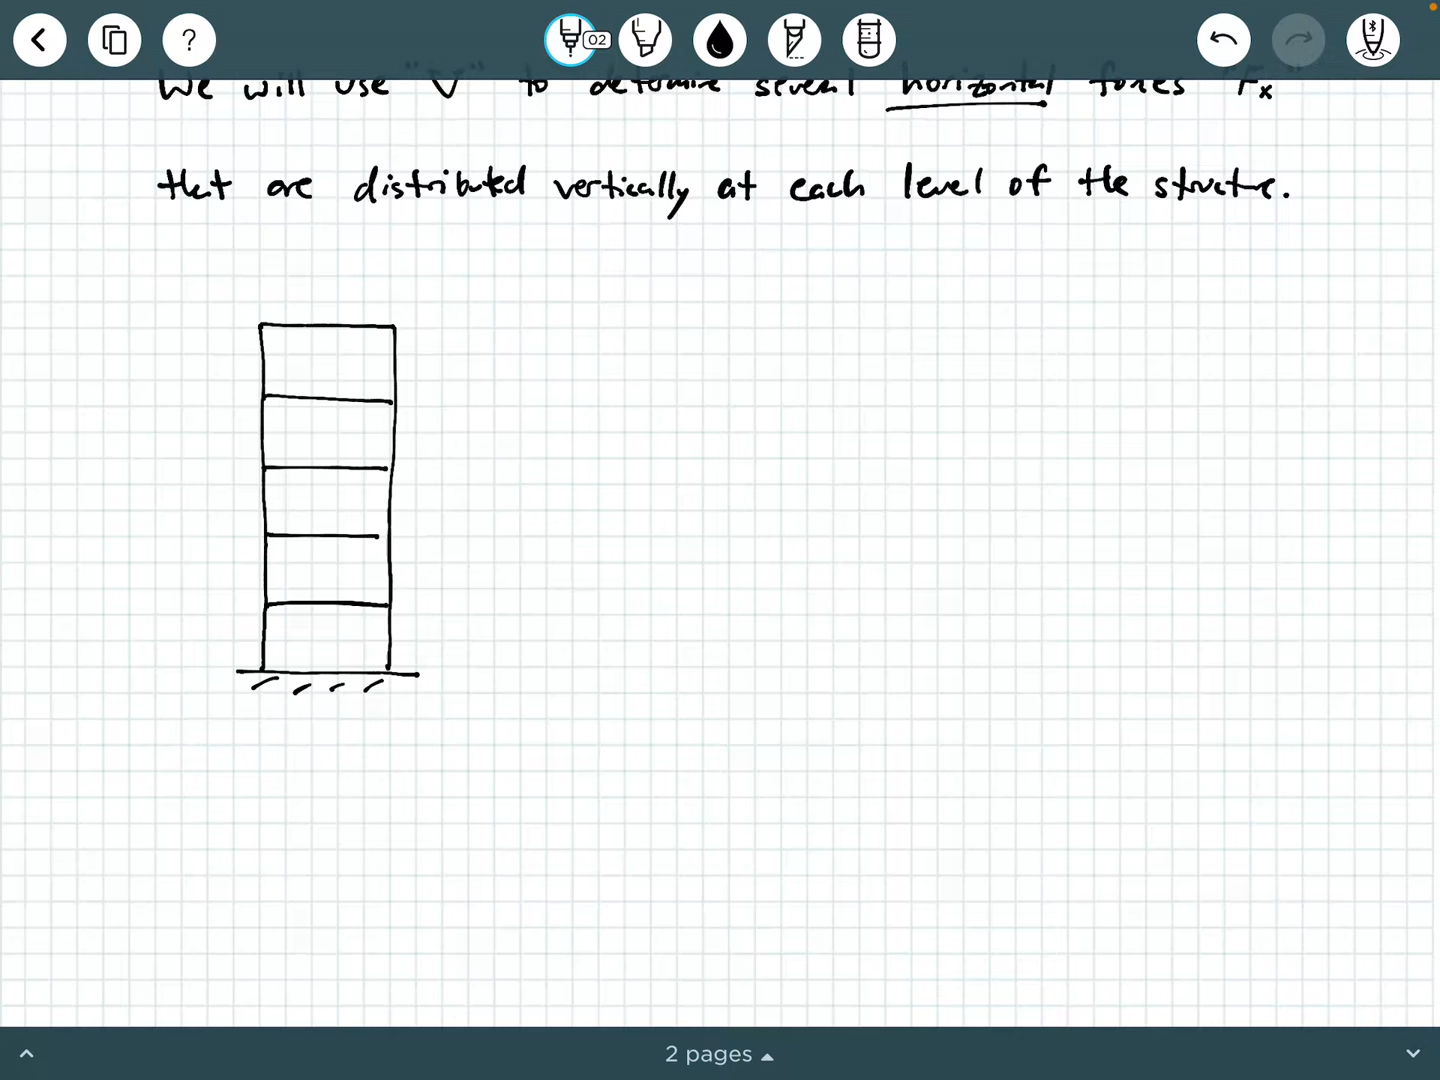 02
We will use "V" to determine several horizontal forces "Fx"
that are distributed vertically at each level of the structure.
2 pages